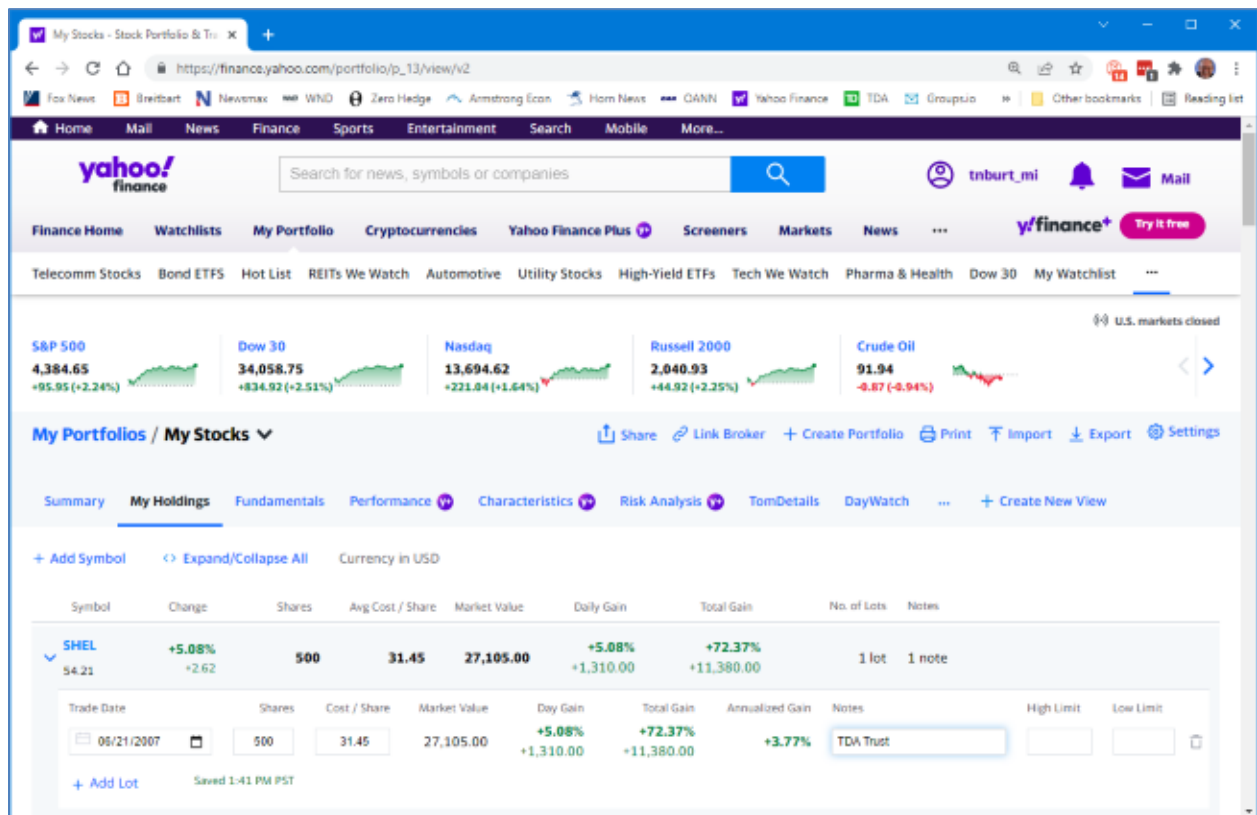 My Stocks - Stock Portfolio & Tra
https://finance.yahoo.com/portfolio/p_13/view/v2
14 1
Fox News Breitbart Newsmax WND Zero Hedge Armstrong Econ Horn News OANN Yahoo Finance TDA Groups.io » Other bookmarks Reading list
Home Mail News Finance Sports Entertainment Search Mobile More...
yahoo!
finance
Search for news, symbols or companies
tnburt_mi
Mail
Finance Home Watchlists My Portfolio Cryptocurrencies Yahoo Finance Plus Y+ Screeners Markets News ...
y!finance+ Try it free
Telecomm Stocks Bond ETFS Hot List REITs We Watch Automotive Utility Stocks High-Yield ETFs Tech We Watch Pharma & Health Dow 30 My Watchlist ...
U.S. markets closed
S&P 500 Dow 30 Nasdaq Russell 2000 Crude Oil
4,384.65 34,058.75 13,694.62 2,040.93 91.94
+95.95 (+2.24%) +834.92 (+2.51%) +221.04 (+1.64%) +44.92 (+2.25%) -0.87 (-0.94%)
My Portfolios / My Stocks
Share Link Broker + Create Portfolio Print Import Export Settings
Summary My Holdings Fundamentals Performance Y+ Characteristics Y+ Risk Analysis Y+ TomDetails DayWatch ... + Create New View
+ Add Symbol <> Expand/Collapse All Currency in USD
Symbol Change Shares Avg Cost / Share Market Value Daily Gain Total Gain No. of Lots Notes
SHEL +5.08% 500 31.45 27,105.00 +5.08% +72.37% 1 lot 1 note
54.21 +2.62 +1,310.00 +11,380.00
Trade Date Shares Cost / Share Market Value Day Gain Total Gain Annualized Gain Notes High Limit Low Limit
06/21/2007 500 31.45 27,105.00 +5.08% +72.37% +3.77% TDA Trust
+1,310.00 +11,380.00
+ Add Lot Saved 1:41 PM PST